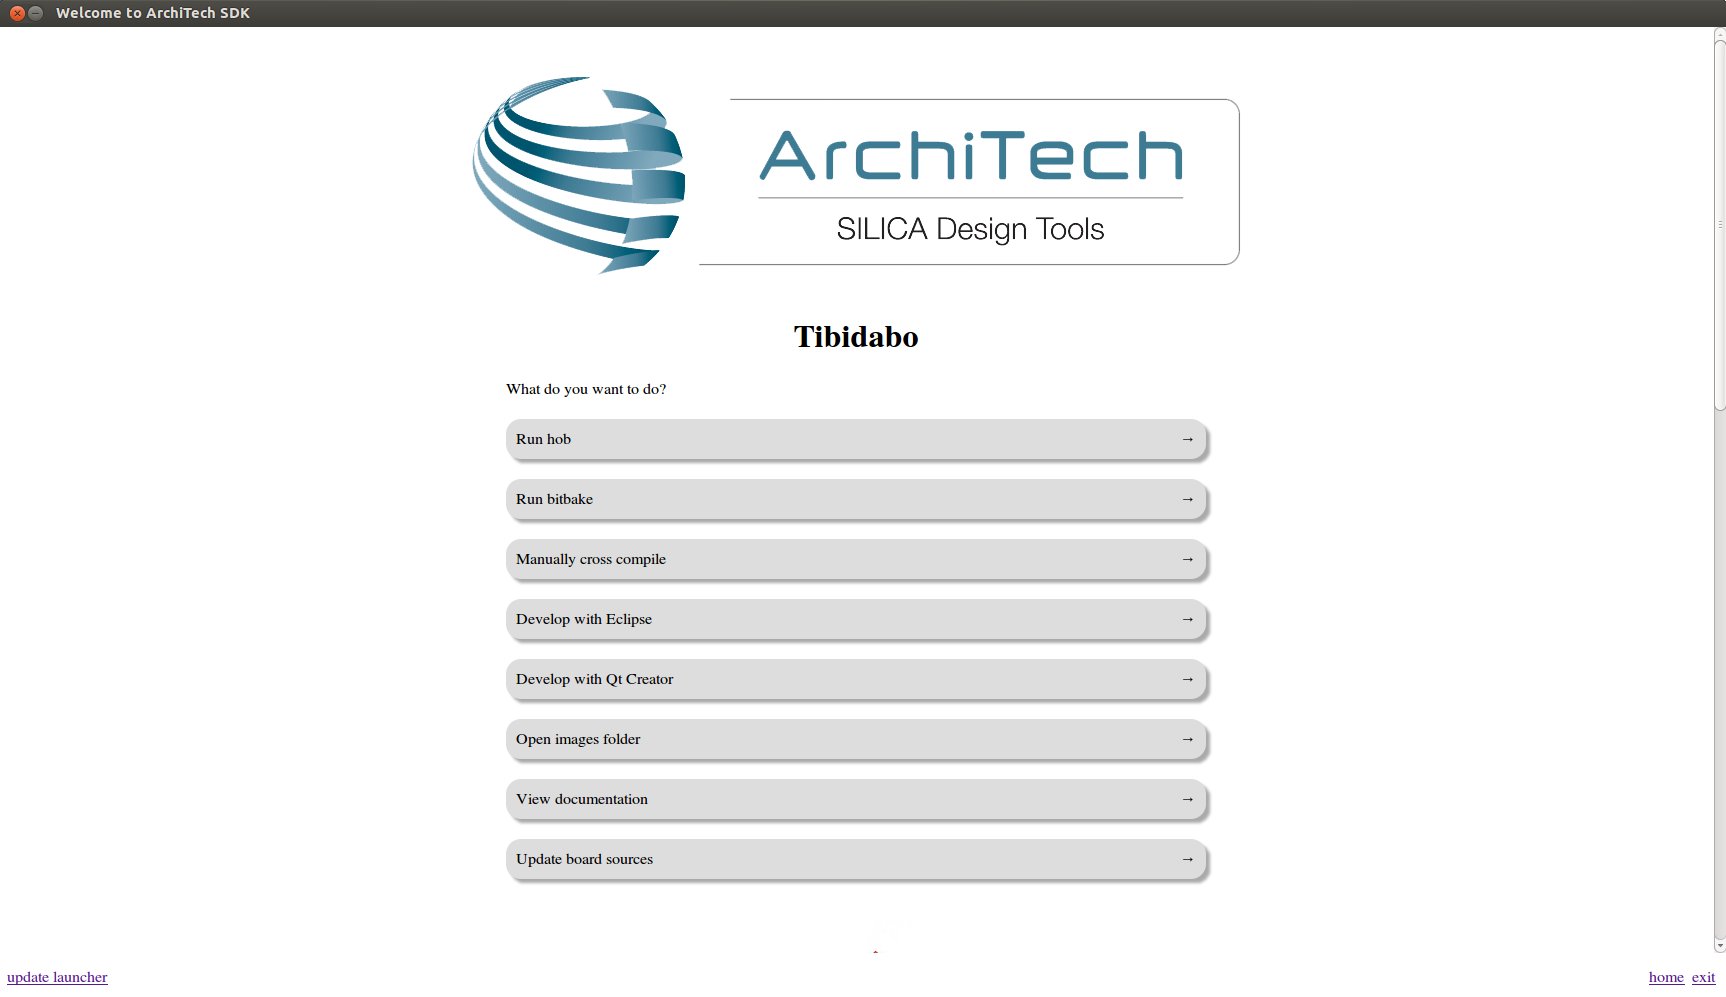 Welcome to ArchiTech SDK
ArchiTech
SILICA Design Tools
Tibidabo
What do you want to do?
Run hob →
Run bitbake →
Manually cross compile →
Develop with Eclipse →
Develop with Qt Creator →
Open images folder →
View documentation →
Update board sources →
update launcher home exit